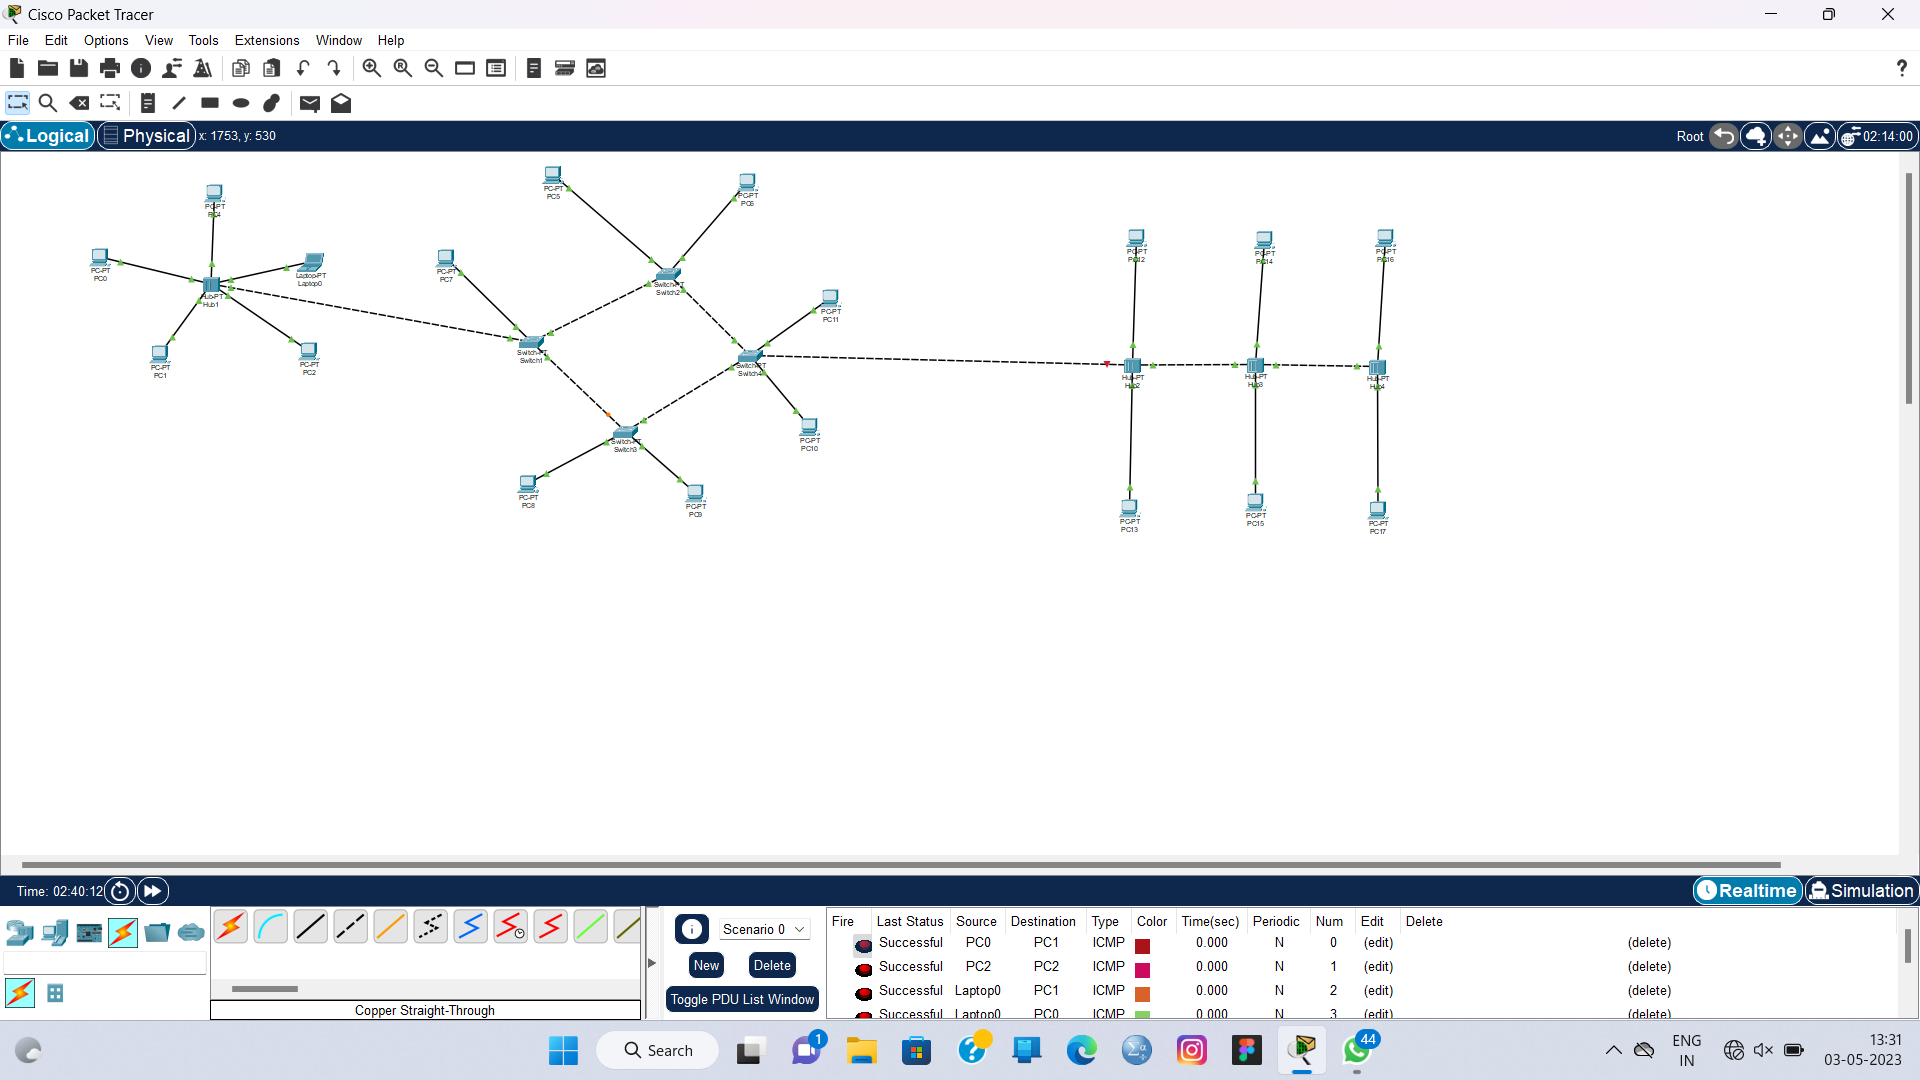 Cisco Packet Tracer
File Edit Options View Tools Extensions Window Help
?
Logical Physical x: 1753, y: 530 Root 02:14:00
PC-PT
PC4
PC-PT
PC0
Laptop-PT
Laptop0
Hub-PT
Hub1
PC-PT
PC1
PC-PT
PC2
PC-PT
PC5
PC-PT
PC6
PC-PT
PC7
Switch-PT
Switch2
PC-PT
PC11
Switch-PT
Switch1
Switch-PT
Switch4
Switch-PT
Switch3
PC-PT
PC10
PC-PT
PC8
PC-PT
PC9
PC-PT
PC12
PC-PT
PC14
PC-PT
PC16
Hub-PT
Hub2
Hub-PT
Hub3
Hub-PT
Hub4
PC-PT
PC13
PC-PT
PC15
PC-PT
PC17
Time: 02:40:12 Realtime Simulation
Copper Straight-Through
Scenario 0
New Delete
Toggle PDU List Window
Fire Last Status Source Destination Type Color Time(sec) Periodic Num Edit Delete
Successful PC0 PC1 ICMP 0.000 N 0 (edit) (delete)
Successful PC2 PC2 ICMP 0.000 N 1 (edit) (delete)
Successful Laptop0 PC1 ICMP 0.000 N 2 (edit) (delete)
Successful Laptop0 PC0 ICMP 0.000 N 3 (edit) (delete)
Search 1 44
ENG
IN
13:31
03-05-2023